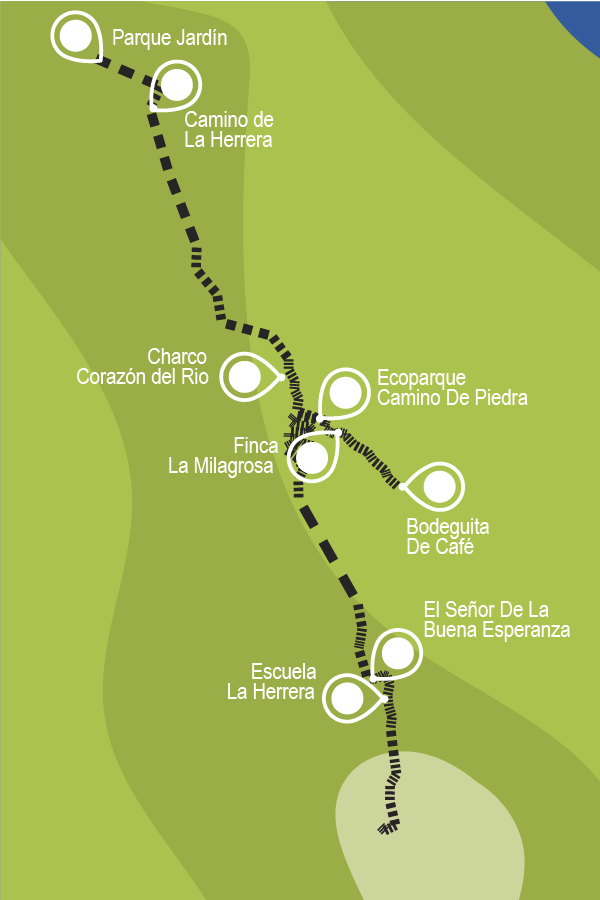 Parque Jardín
Camino de
La Herrera
Charco
Corazón del Rio
Ecoparque
Camino De Piedra
Finca
La Milagrosa
Bodeguita
De Café
El Señor De La
Buena Esperanza
Escuela
La Herrera